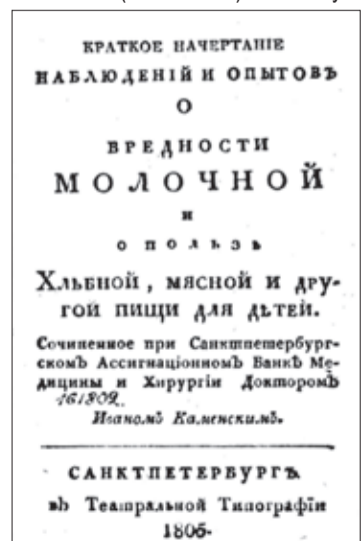 КРАТКОЕ НАЧЕРТАНІЕ
НАБЛЮДЕНІЙ И ОПЫТОВЪ
О
ВРЕДНОСТИ
МОЛОЧНОЙ
и
О ПОЛЬЗѢ
ХЛѢБНОЙ, МЯСНОЙ И ДРУ-
ГОЙ ПИЩИ ДЛЯ ДѢТЕЙ.
Сочиненное при Санктпетербург-
скомЪ Ассигнаціонномъ Банкѣ Ме-
дицины и Хирургіи ДокторомЪ
161802
Иваномъ Каменскимъ.
САНКТПЕТЕРБУРГЪ
вЪ Театральной Типографіи
1805.